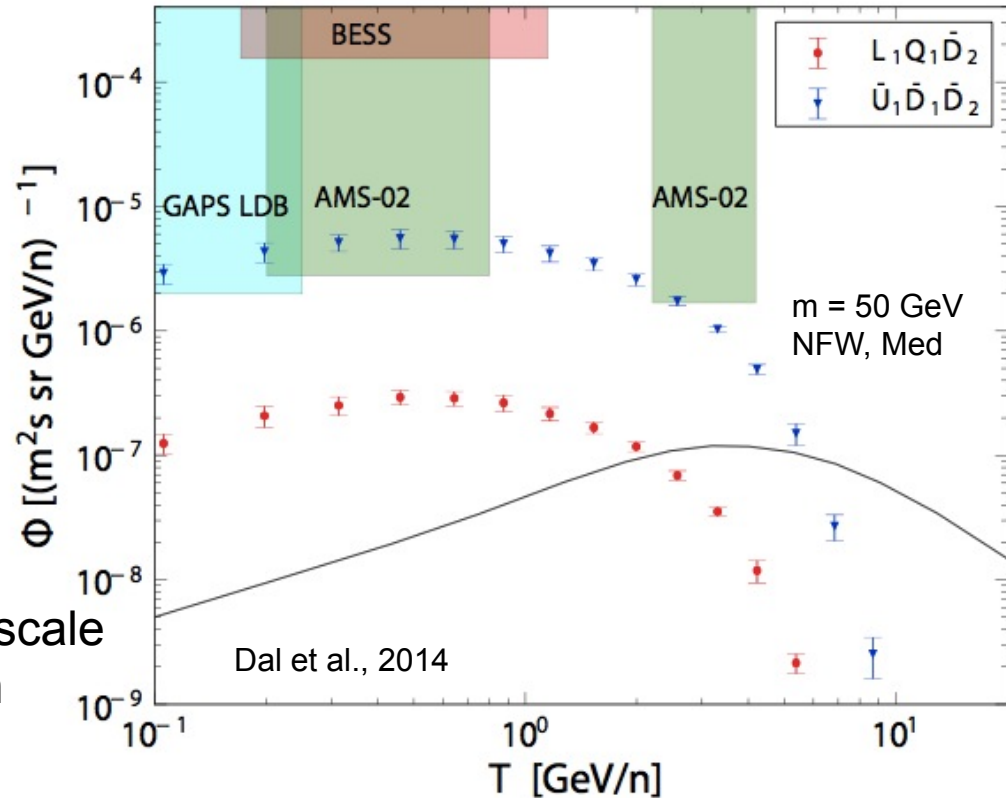 BESS
L₁Q₁D̄₂
Ū₁D̄₁D̄₂
10⁻⁴
10⁻⁵
10⁻⁶
10⁻⁷
10⁻⁸
10⁻⁹
Φ [(m²s sr GeV/n) ⁻¹]
GAPS LDB
AMS-02
AMS-02
m = 50 GeV
NFW, Med
scale
Dal et al., 2014
10⁻¹
10⁰
10¹
T [GeV/n]